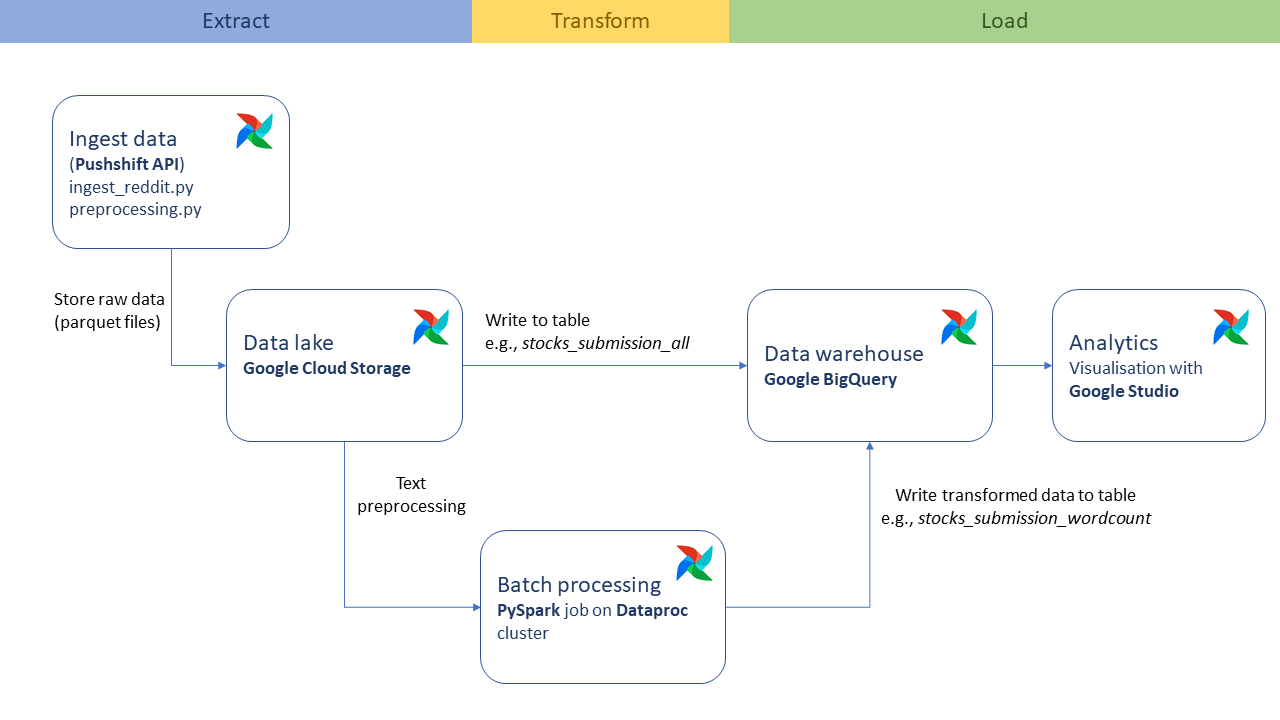 Extract
Transform
Load
Ingest data
(Pushshift API)
ingest_reddit.py
preprocessing.py
Store raw data
(parquet files)
Data lake
Google Cloud Storage
Write to table
e.g., stocks_submission_all
Data warehouse
Google BigQuery
Analytics
Visualisation with
Google Studio
Text
preprocessing
Write transformed data to table
e.g., stocks_submission_wordcount
Batch processing
PySpark job on Dataproc
cluster